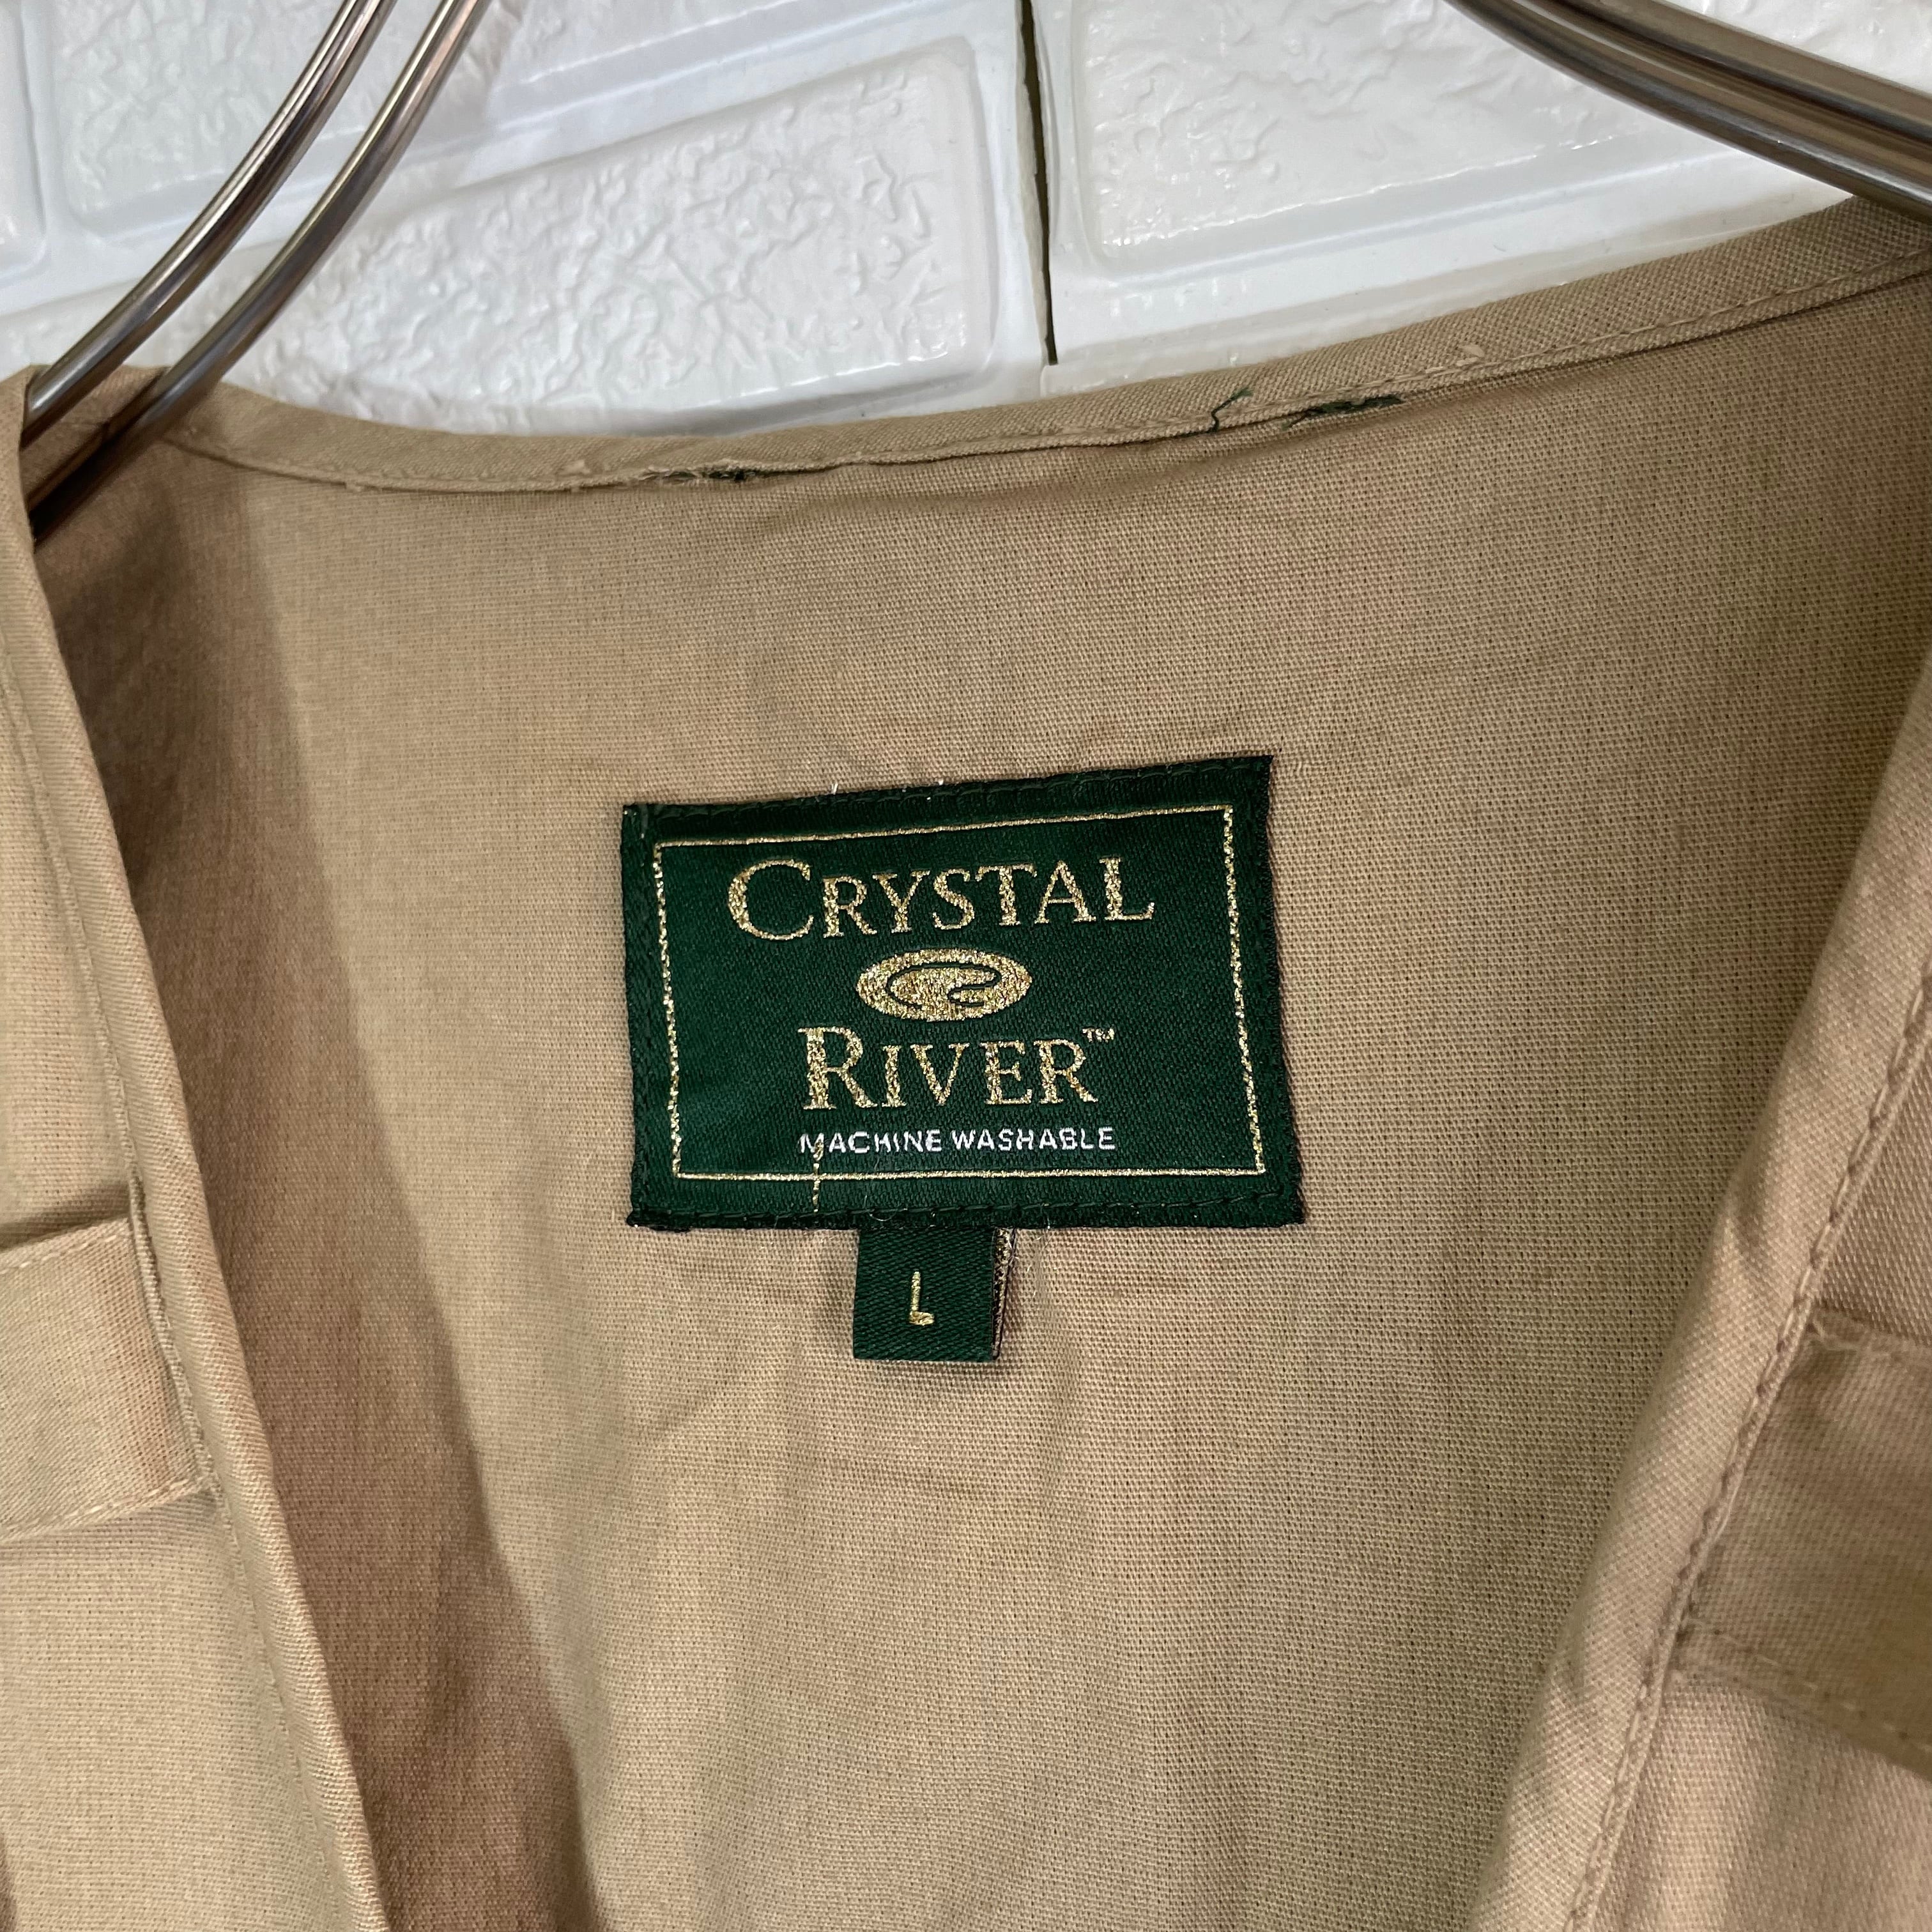 CRYSTAL
RIVER™
MACHINE WASHABLE
L